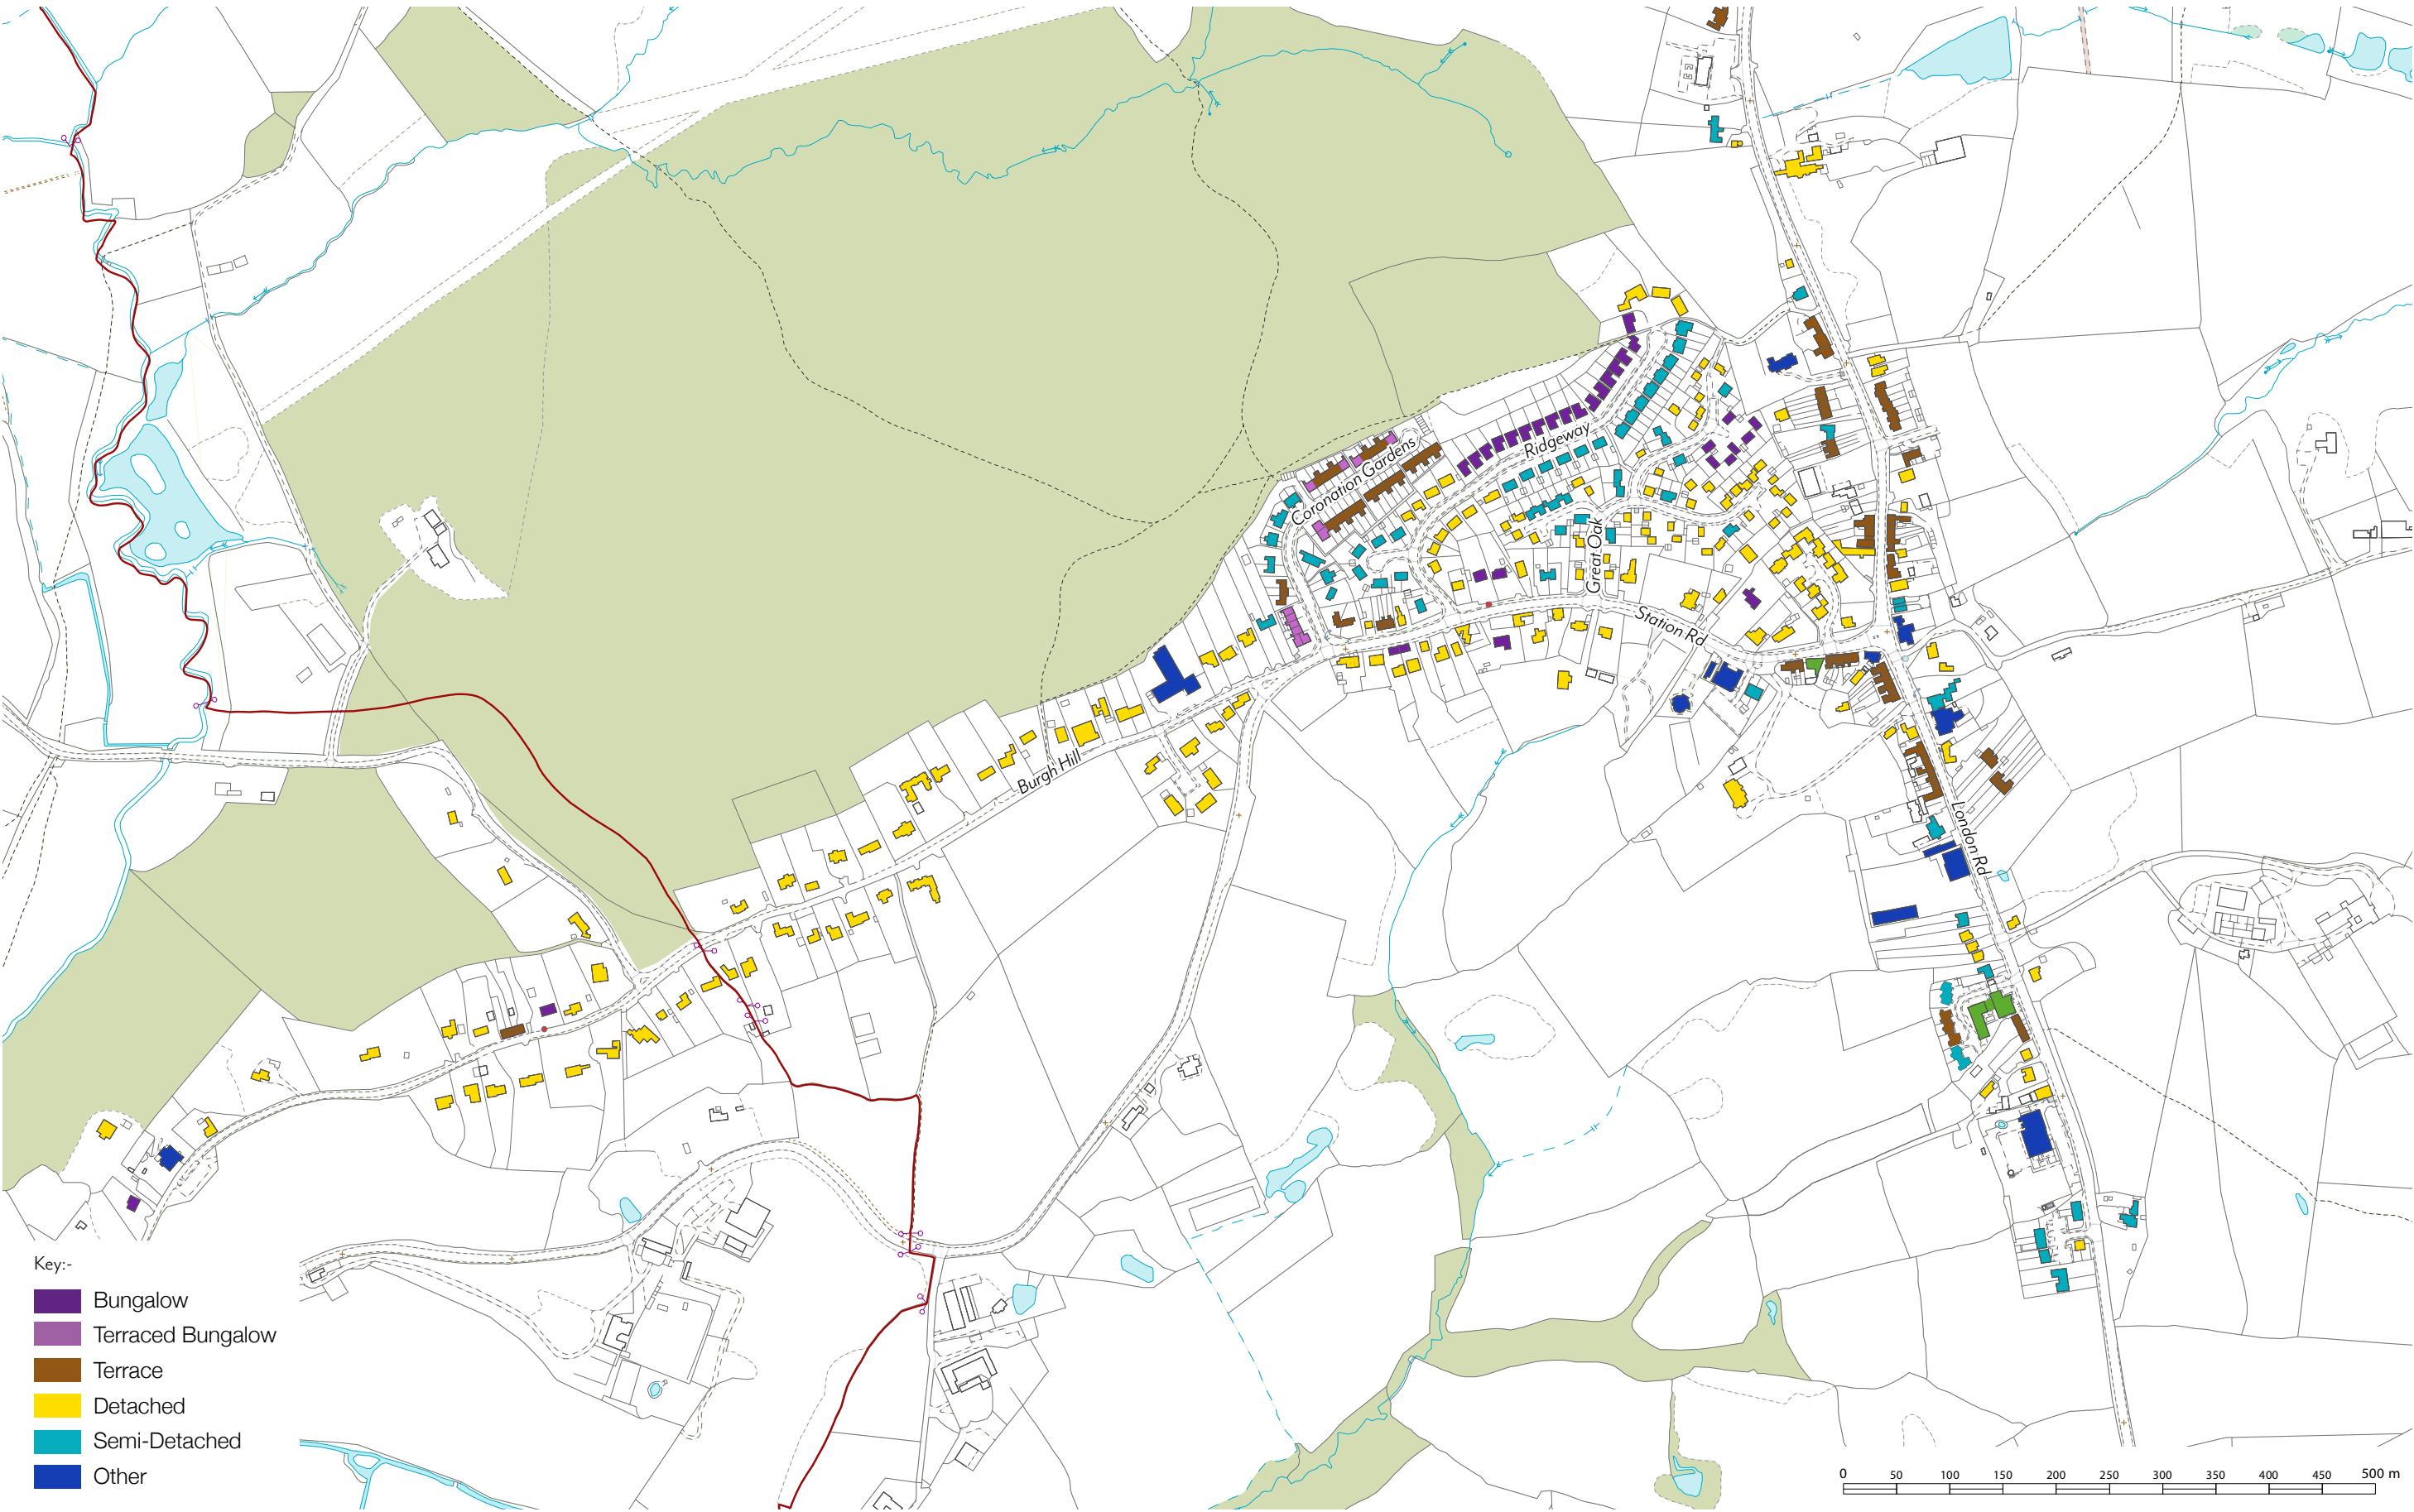 Ridgeway
Coronation Gardens
Great Oak
Station Rd
Burgh Hill
London Rd
Key:-
Bungalow
Terraced Bungalow
Terrace
Detached
Semi-Detached
Other
0 50 100 150 200 250 300 350 400 450 500 m